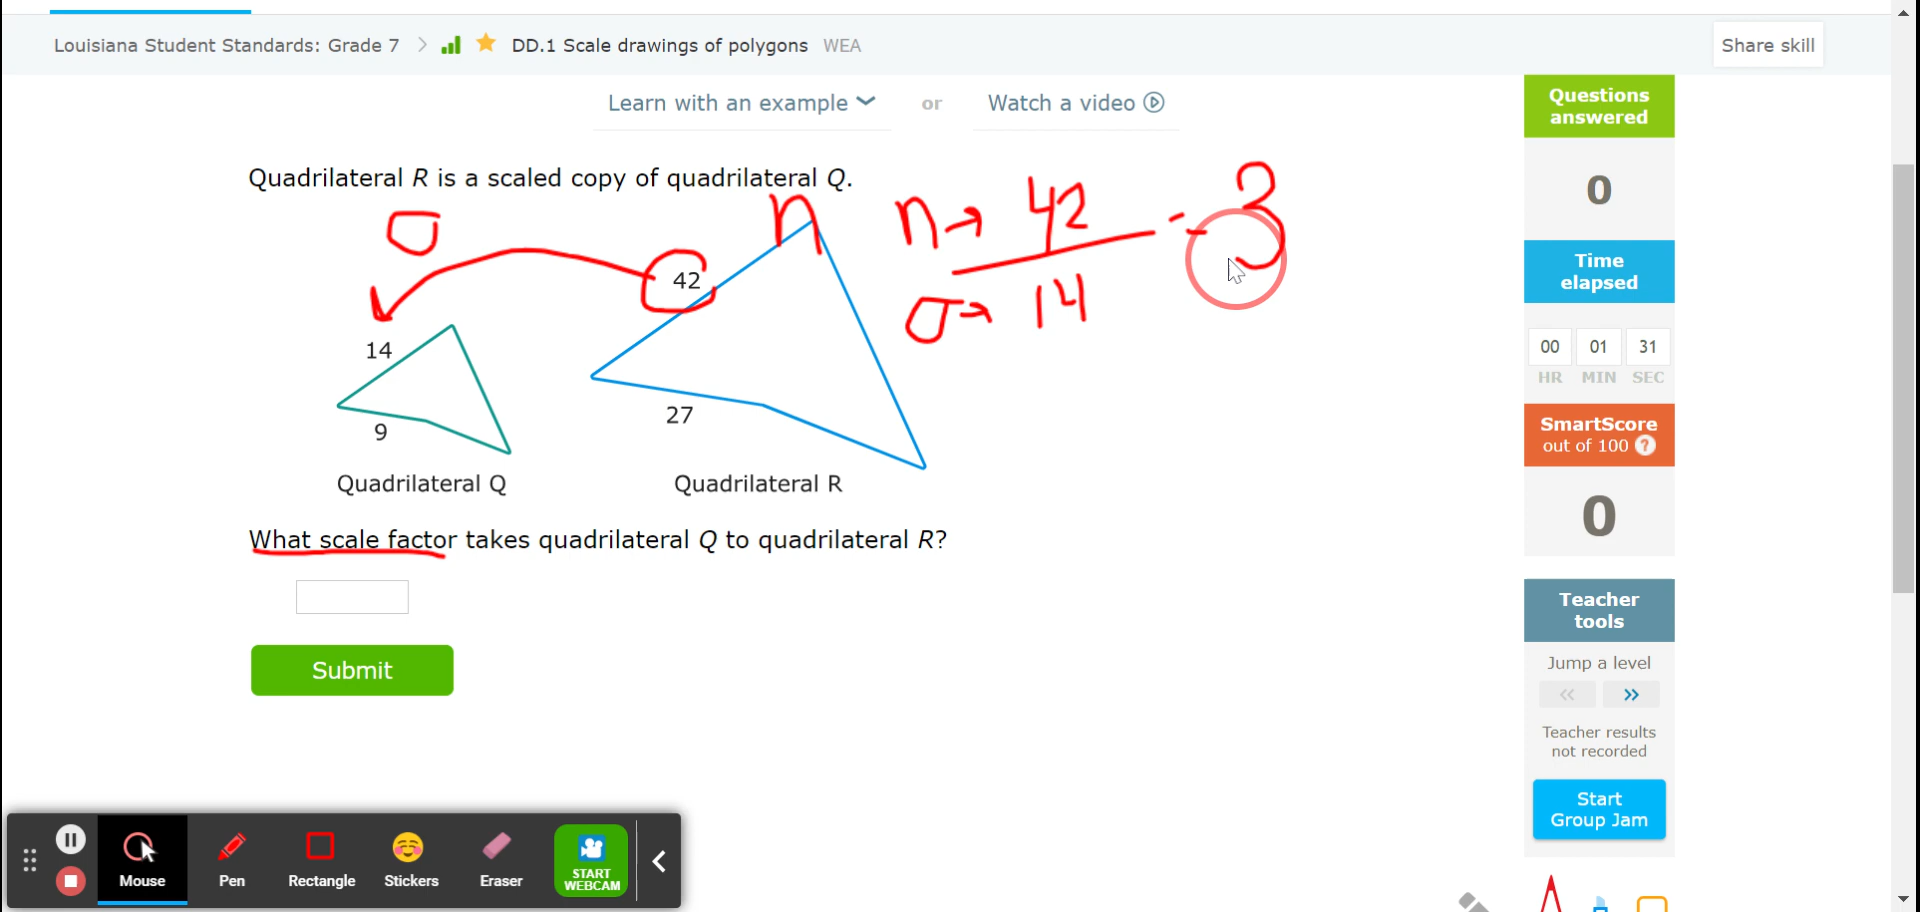 Louisiana Student Standards: Grade 7 > DD.1 Scale drawings of polygons WEA
Share skill
Learn with an example or Watch a video
Quadrilateral R is a scaled copy of quadrilateral Q.
O
n
n → 42 = 3
O → 14
42
14
27
9
Quadrilateral Q
Quadrilateral R
What scale factor takes quadrilateral Q to quadrilateral R?
Submit
Questions
answered
0
Time
elapsed
00 01 31
HR MIN SEC
SmartScore
out of 100 ?
0
Teacher
tools
Jump a level
<< >>
Teacher results
not recorded
Start
Group Jam
Mouse
Pen
Rectangle
Stickers
Eraser
START
WEBCAM